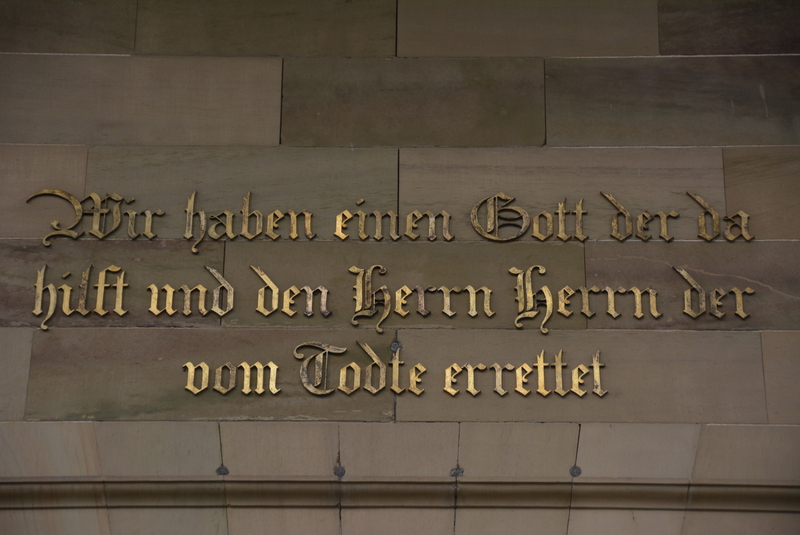 Wir haben einen Gott der da
hilft und den Herrn Herrn der
vom Todte errettet